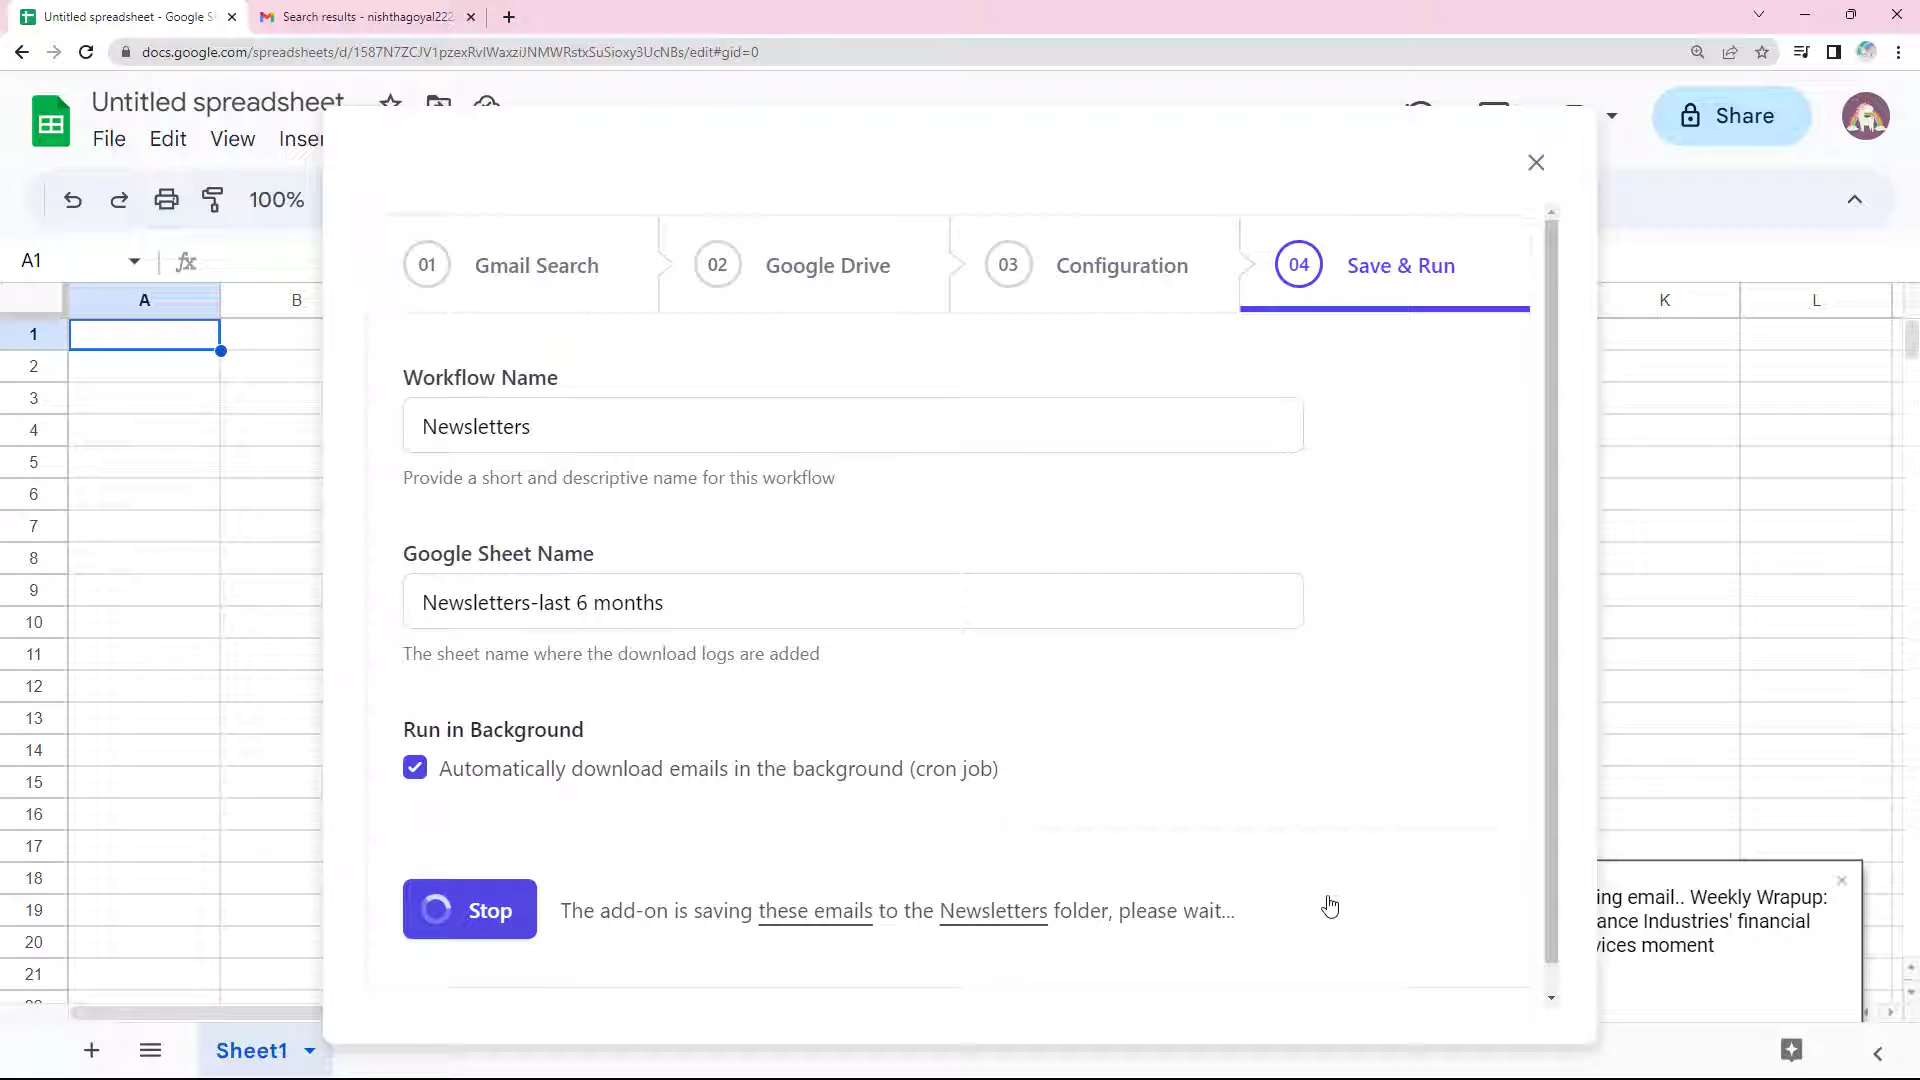 Untitled spreadsheet - Google S
Search results - nishthagoyal222
docs.google.com/spreadsheets/d/1587N7ZCJV1pzexRvlWaxziJNMWRstxSuSioxy3UcNBs/edit#gid=0
Untitled spreadsheet
File Edit View Inser
Share
100%
A1
fx
A B K L
01 Gmail Search
02 Google Drive
03 Configuration
04 Save & Run
1
2
3
4
5
6
7
8
9
10
11
12
13
14
15
16
17
18
19
20
21
Workflow Name
Newsletters
Provide a short and descriptive name for this workflow
Google Sheet Name
Newsletters-last 6 months
The sheet name where the download logs are added
Run in Background
Automatically download emails in the background (cron job)
Stop
The add-on is saving these emails to the Newsletters folder, please wait...
ing email.. Weekly Wrapup:
ance Industries' financial
vices moment
Sheet1